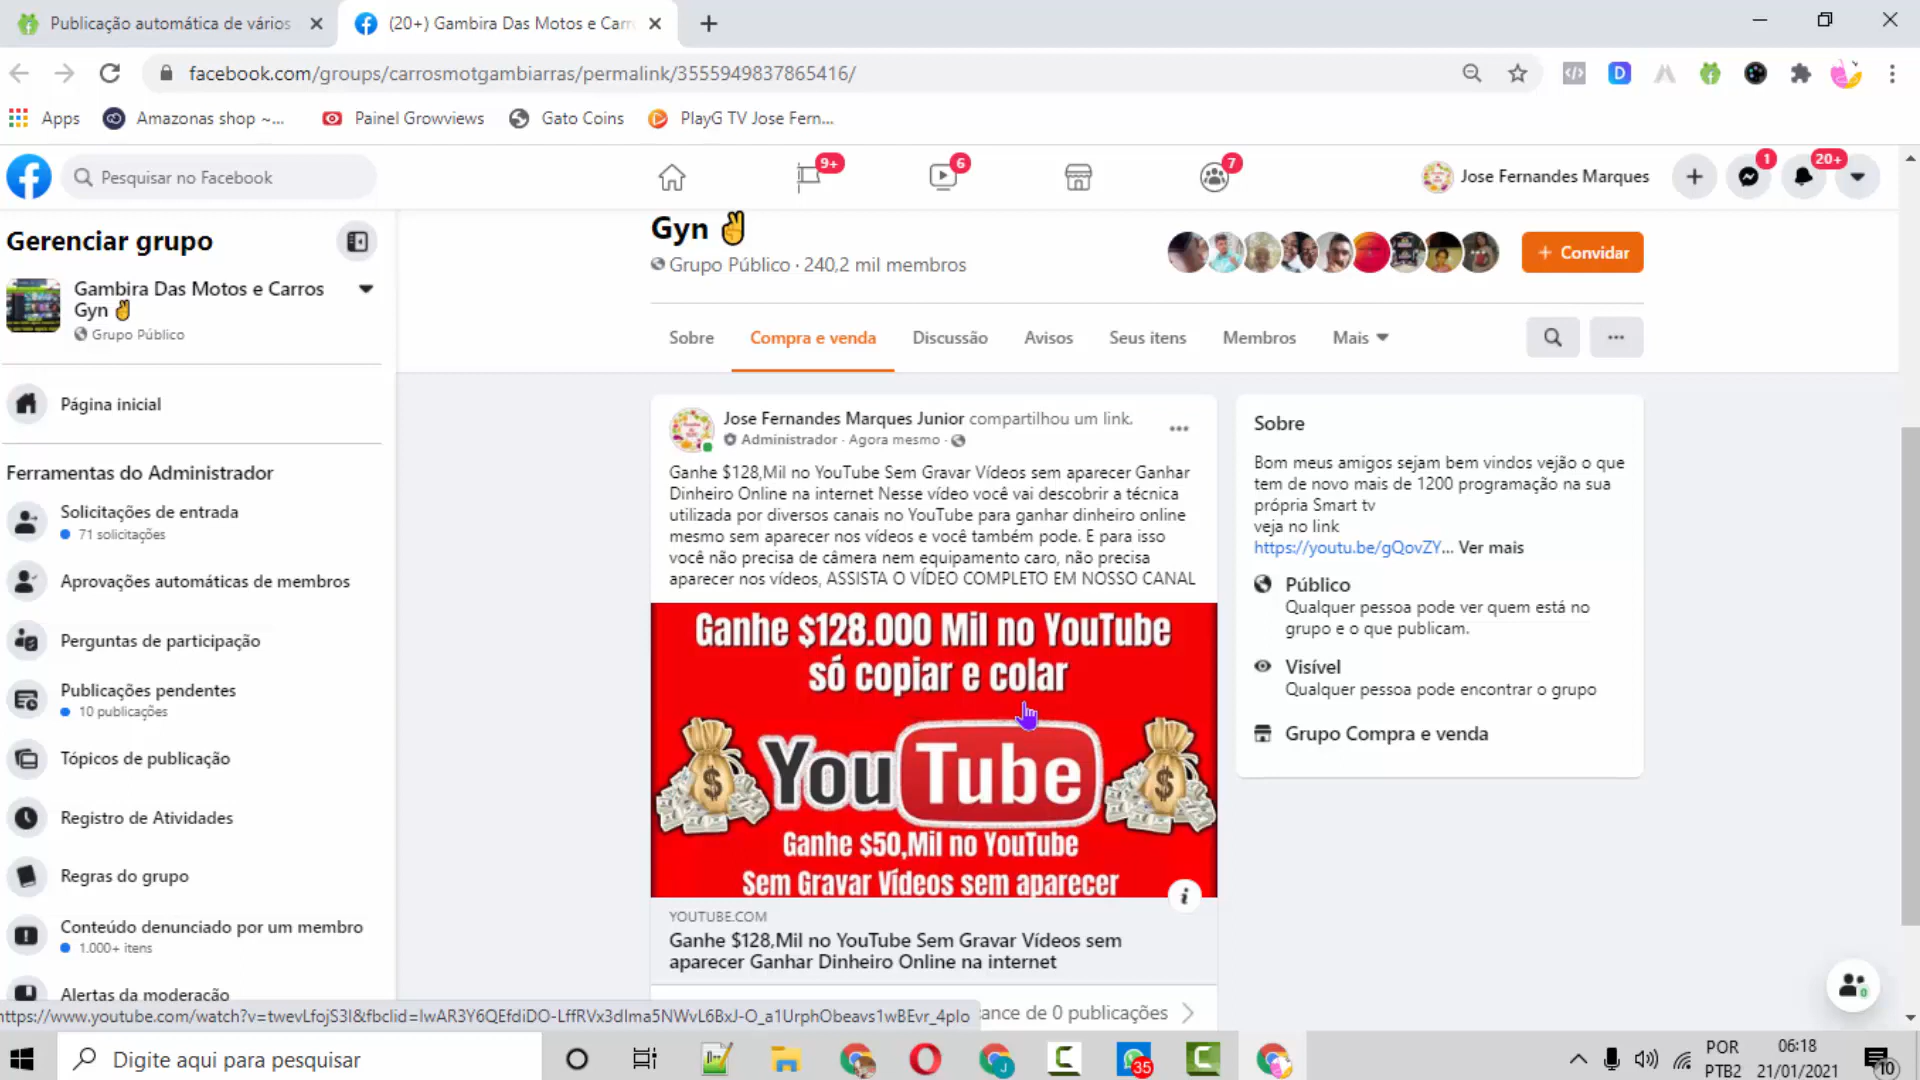 Publicação automática de vários
(20+) Gambira Das Motos e Carr
facebook.com/groups/carrosmotgambiarras/permalink/3555949837865416/
Apps
Amazonas shop ~...
Painel Growviews
Gato Coins
PlayG TV Jose Fern...
Pesquisar no Facebook
9+
6
7
Jose Fernandes Marques
1
20+
Gerenciar grupo
Gambira Das Motos e Carros
Gyn ✌
Grupo Público
Página inicial
Ferramentas do Administrador
Solicitações de entrada
71 solicitações
Aprovações automáticas de membros
Perguntas de participação
Publicações pendentes
10 publicações
Tópicos de publicação
Registro de Atividades
Regras do grupo
Conteúdo denunciado por um membro
1.000+ itens
Alertas da moderação
Gyn ✌
Grupo Público · 240,2 mil membros
+ Convidar
Sobre
Compra e venda
Discussão
Avisos
Seus itens
Membros
Mais
Jose Fernandes Marques Junior compartilhou um link.
Administrador · Agora mesmo ·
Ganhe $128,Mil no YouTube Sem Gravar Vídeos sem aparecer Ganhar
Dinheiro Online na internet Nesse vídeo você vai descobrir a técnica
utilizada por diversos canais no YouTube para ganhar dinheiro online
mesmo sem aparecer nos vídeos e você também pode. E para isso
você não precisa de câmera nem equipamento caro, não precisa
aparecer nos vídeos, ASSISTA O VÍDEO COMPLETO EM NOSSO CANAL
Ganhe $128.000 Mil no YouTube
só copiar e colar
YouTube
Ganhe $50,Mil no YouTube
Sem Gravar Vídeos sem aparecer
YOUTUBE.COM
Ganhe $128,Mil no YouTube Sem Gravar Vídeos sem
aparecer Ganhar Dinheiro Online na internet
ance de 0 publicações
Sobre
Bom meus amigos sejam bem vindos vejão o que
tem de novo mais de 1200 programação na sua
própria Smart tv
veja no link
https://youtu.be/gQovZY... Ver mais
Público
Qualquer pessoa pode ver quem está no
grupo e o que publicam.
Visível
Qualquer pessoa pode encontrar o grupo
Grupo Compra e venda
0
https://www.youtube.com/watch?v=twevLfojS3I&fbclid=IwAR3Y6QEfdiDO-LffRVx3dIma5NWvL6BxJ-O_a1UrphObeavs1wBEvr_4plo
Digite aqui para pesquisar
35
POR
PTB2
06:18
21/01/2021
10